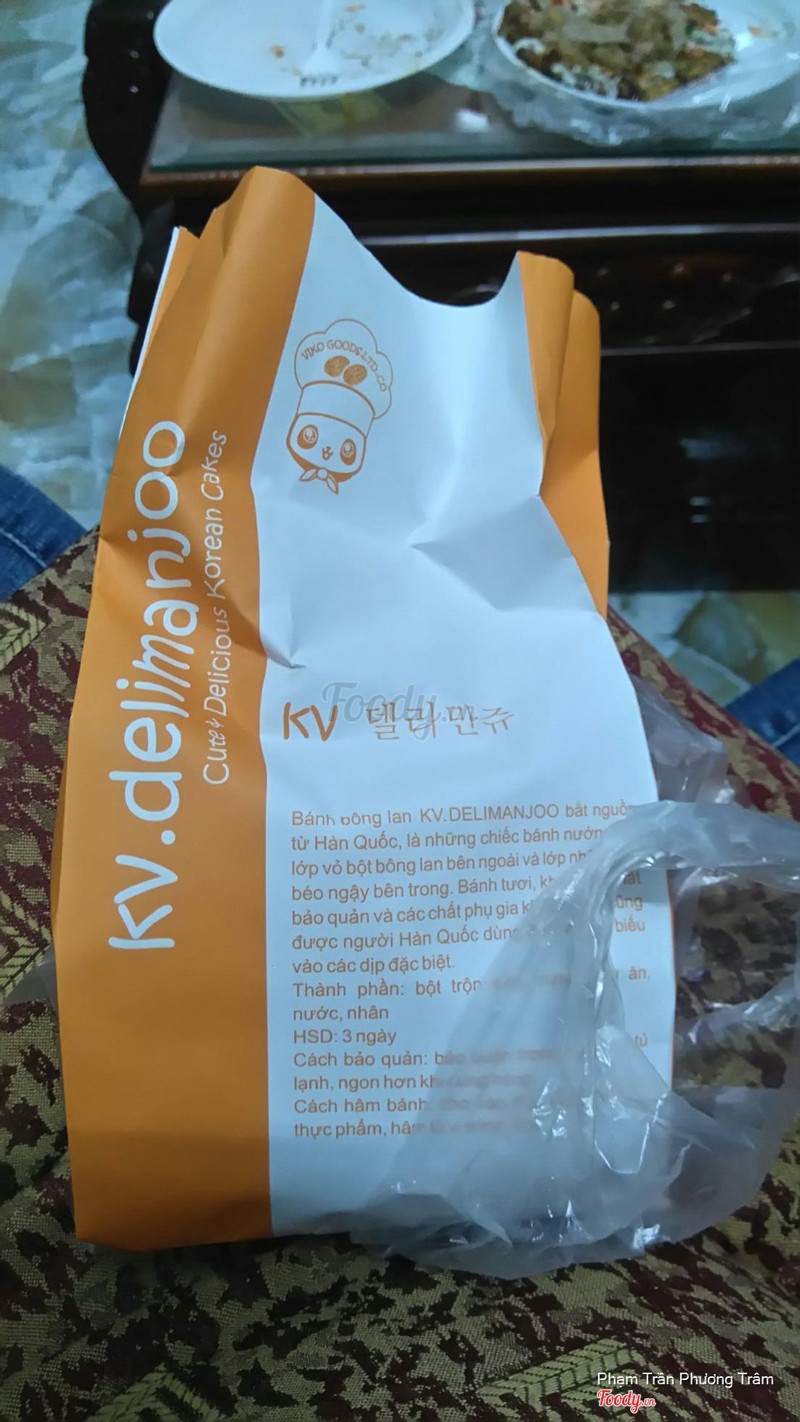 VIKO GOODS LTD-CO
kv.delimanjoo
Cute & Delicious Korean Cakes
KV 델리만쥬
Foody
Bánh bông lan KV.DELIMANJOO bắt
từ Hàn Quốc, là những chiếc bánh nướng
lớp vỏ bột bông lan bên ngoài và lớp
béo ngậy bên trong. Bánh tươi,
bảo quản và các chất phụ gia
được người Hàn Quốc dùng biếu
vào các dịp đặc biệt.
Thành phần: bột trộn
nước, nhân
HSD: 3 ngày
Cách bảo quản: tủ
lạnh, ngon hơn
Cách hâm bánh
thực phẩm,
Phạm Trần Phương Trâm
Foody.vn